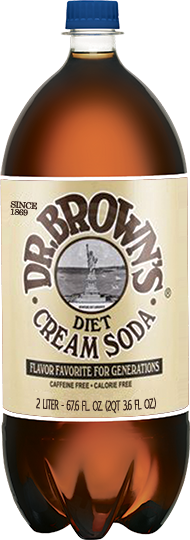 SINCE
1869
DR. BROWN'S
DIET
CREAM SODA
®
FLAVOR FAVORITE FOR GENERATIONS
CAFFEINE FREE • CALORIE FREE
2 LITER - 67.6 FL. OZ (2QT 3.6 FL. OZ.)